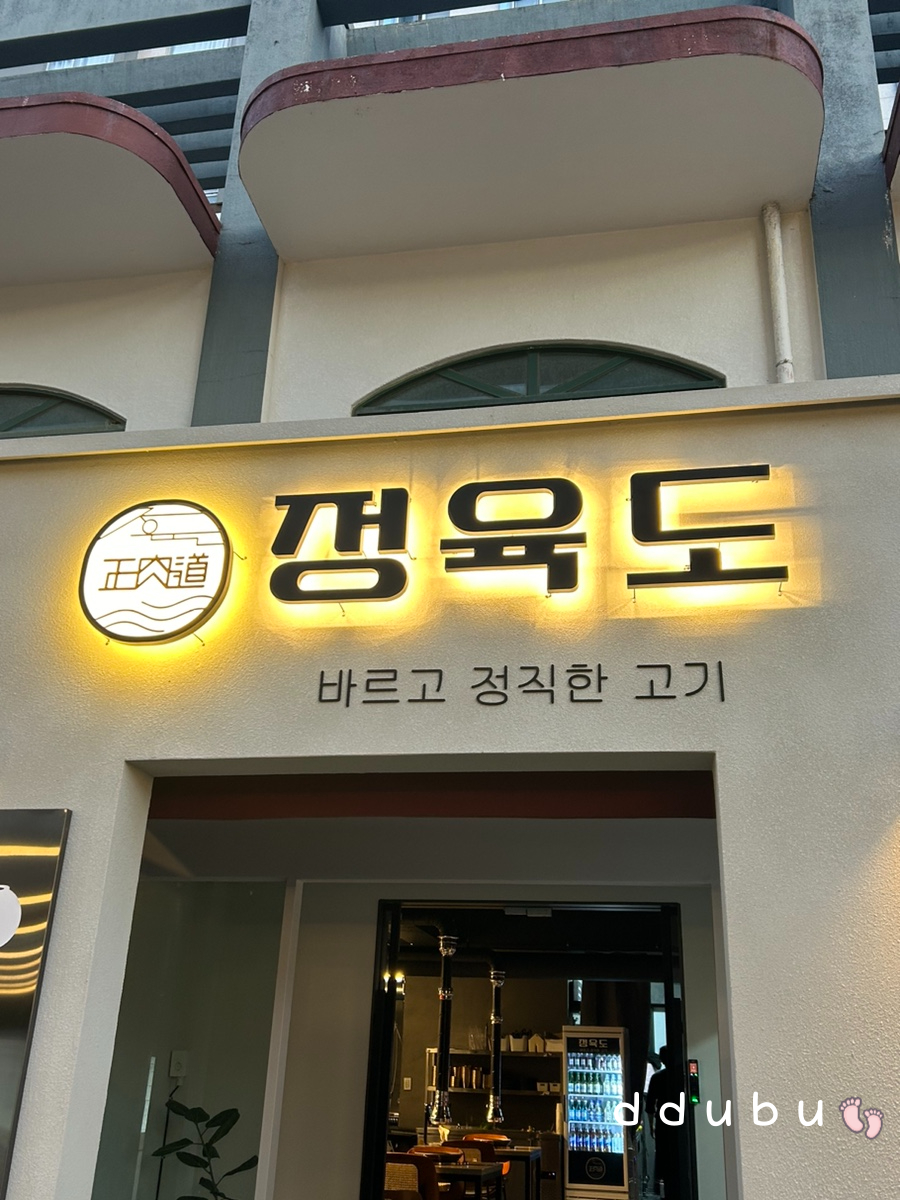 正肉道
정육도
바르고 정직한 고기
정육도
ddubu